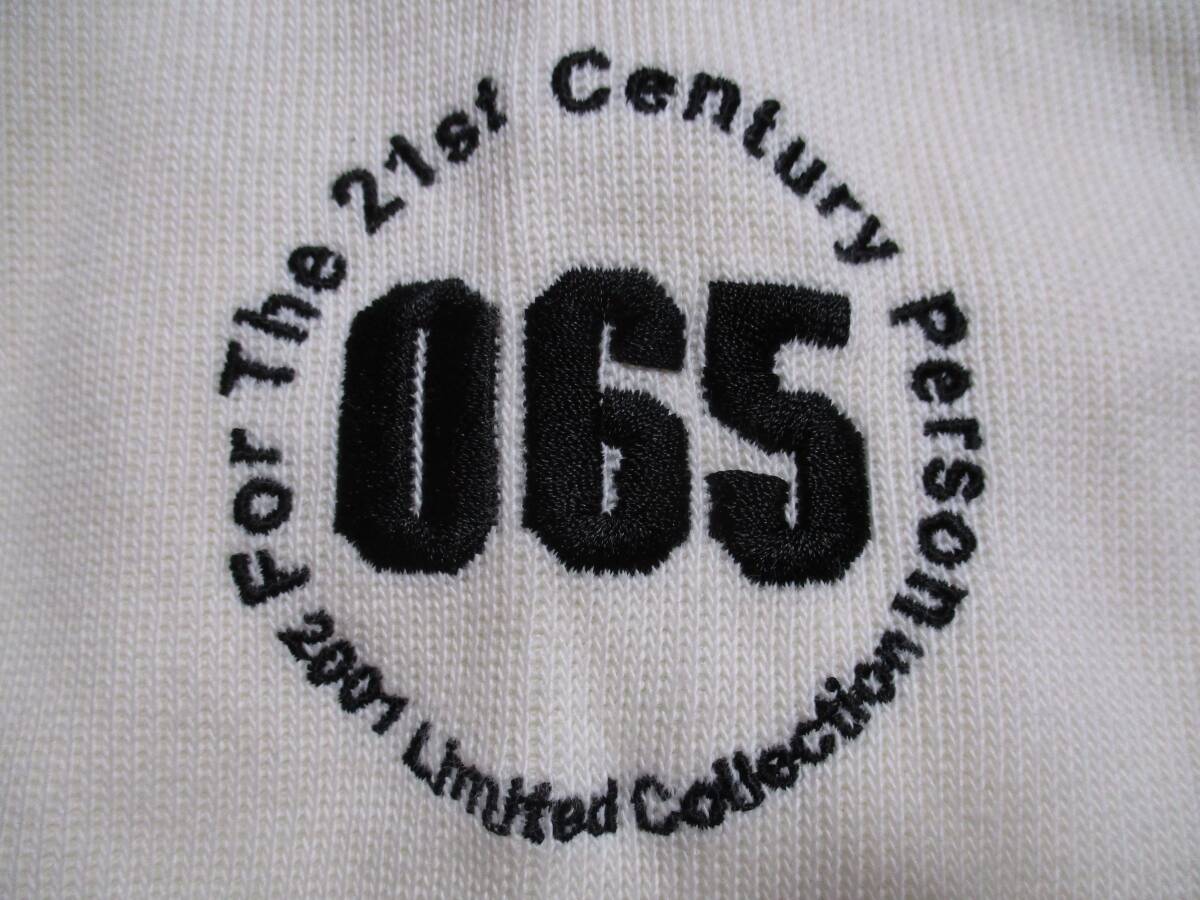 For The 21st Century person
065
2001 Limited Collection